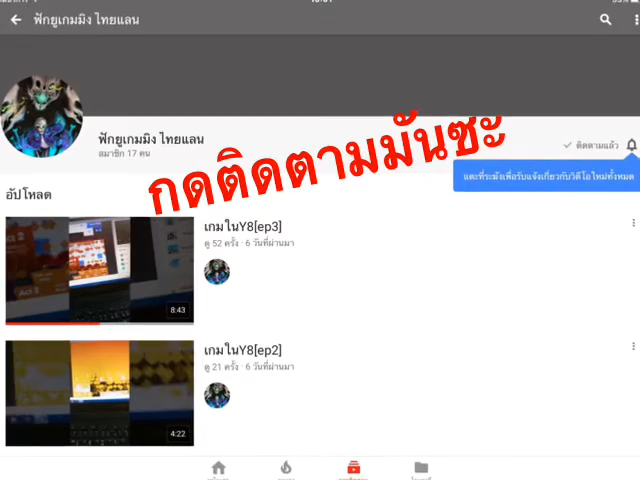 ฟักยูเกมมิง ไทยแลน
ฟักยูเกมมิง ไทยแลน
สมาชิก 17 คน
ติดตามแล้ว
กดติดตามมันซะ
แตะที่ระฆังเพื่อรับแจ้งเกี่ยวกับวิดีโอใหม่ทั้งหมด
อัปโหลด
เกมในY8[ep3]
ดู 52 ครั้ง · 6 วันที่ผ่านมา
8:43
เกมในY8[ep2]
ดู 21 ครั้ง · 6 วันที่ผ่านมา
4:22